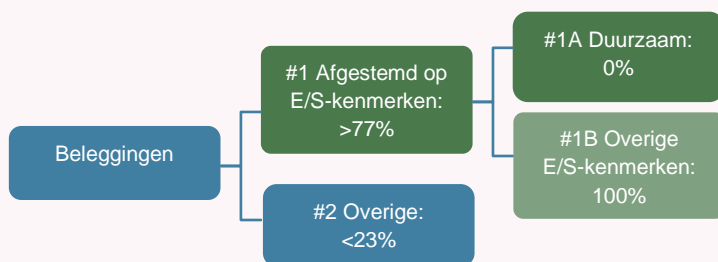 Beleggingen
#1 Afgestemd op
E/S-kenmerken:
>77%
#2 Overige:
<23%
#1A Duurzaam:
0%
#1B Overige
E/S-kenmerken:
100%